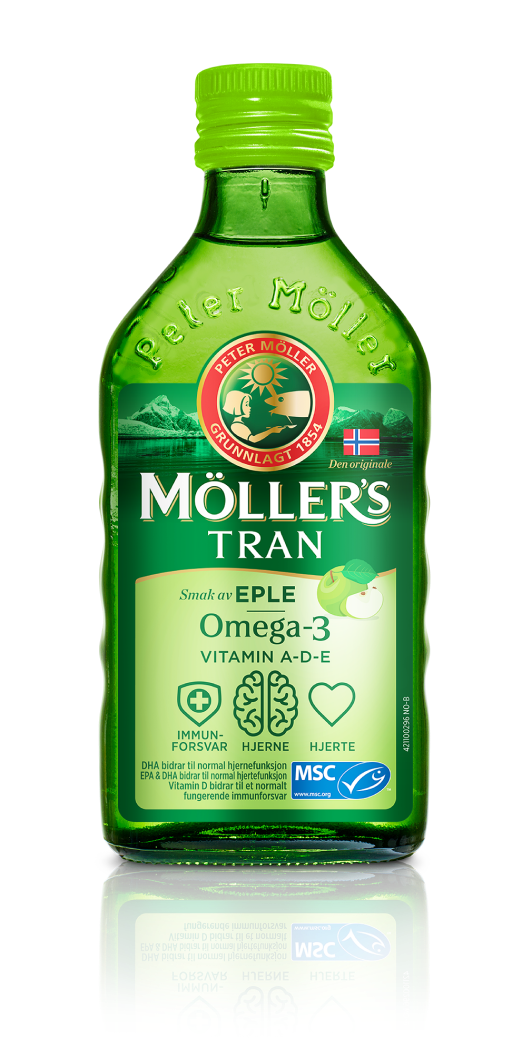 Peter Möller
PETER MÖLLER
GRUNNLAGT 1854
Den originale
MÖLLER'S
TRAN
Smak av EPLE
Omega-3
VITAMIN A-D-E
IMMUN-
FORSVAR
HJERNE
HJERTE
DHA bidrar til normal hjernefunksjon
EPA & DHA bidrar til normal hjertefunksjon
Vitamin D bidrar til et normalt
fungerende immunforsvar
MSC
www.msc.org
421100296 NO-B